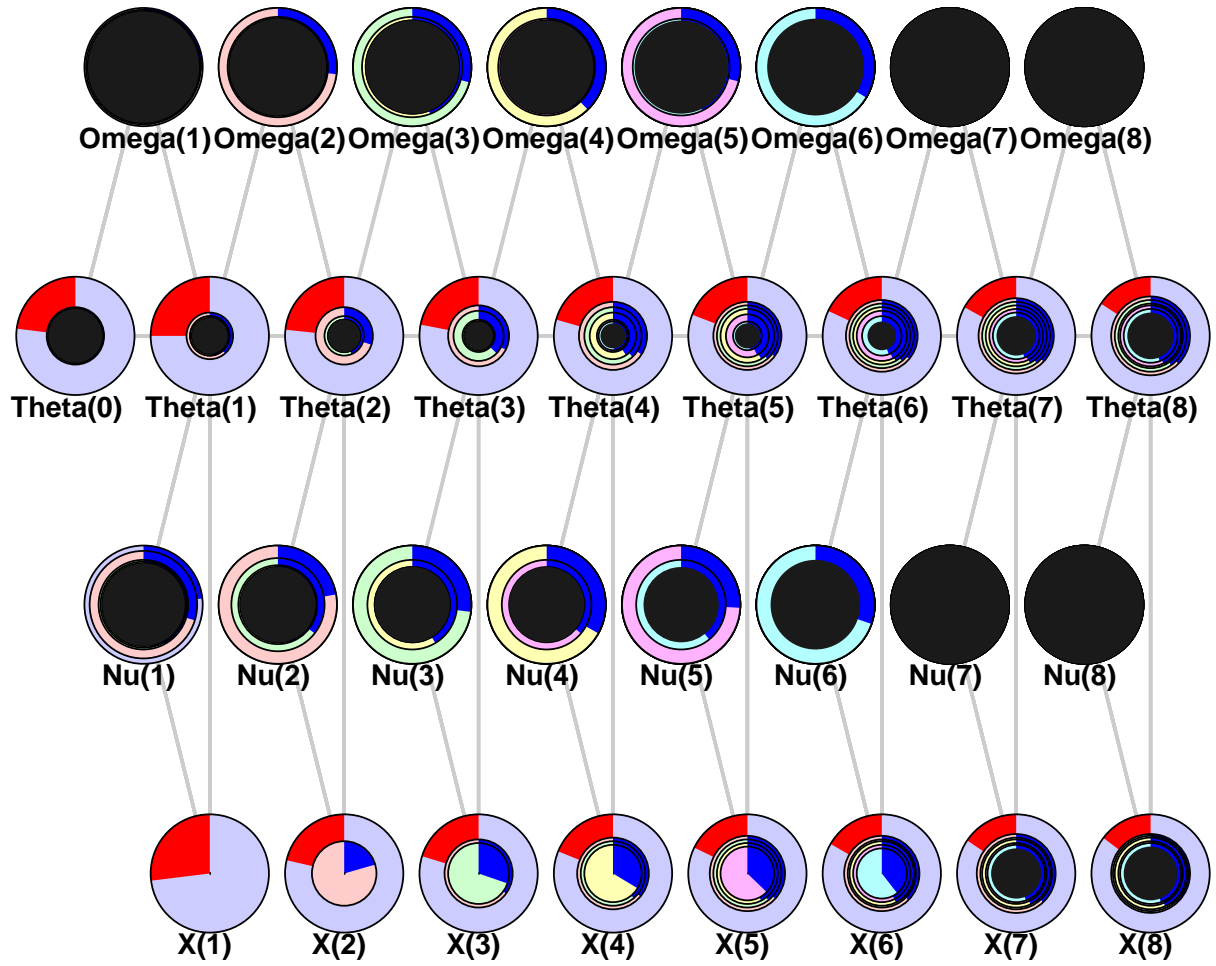 Omega(1) Omega(2) Omega(3) Omega(4) Omega(5) Omega(6) Omega(7) Omega(8)
Theta(0) Theta(1) Theta(2) Theta(3) Theta(4) Theta(5) Theta(6) Theta(7) Theta(8)
Nu(1) Nu(2) Nu(3) Nu(4) Nu(5) Nu(6) Nu(7) Nu(8)
X(1) X(2) X(3) X(4) X(5) X(6) X(7) X(8)